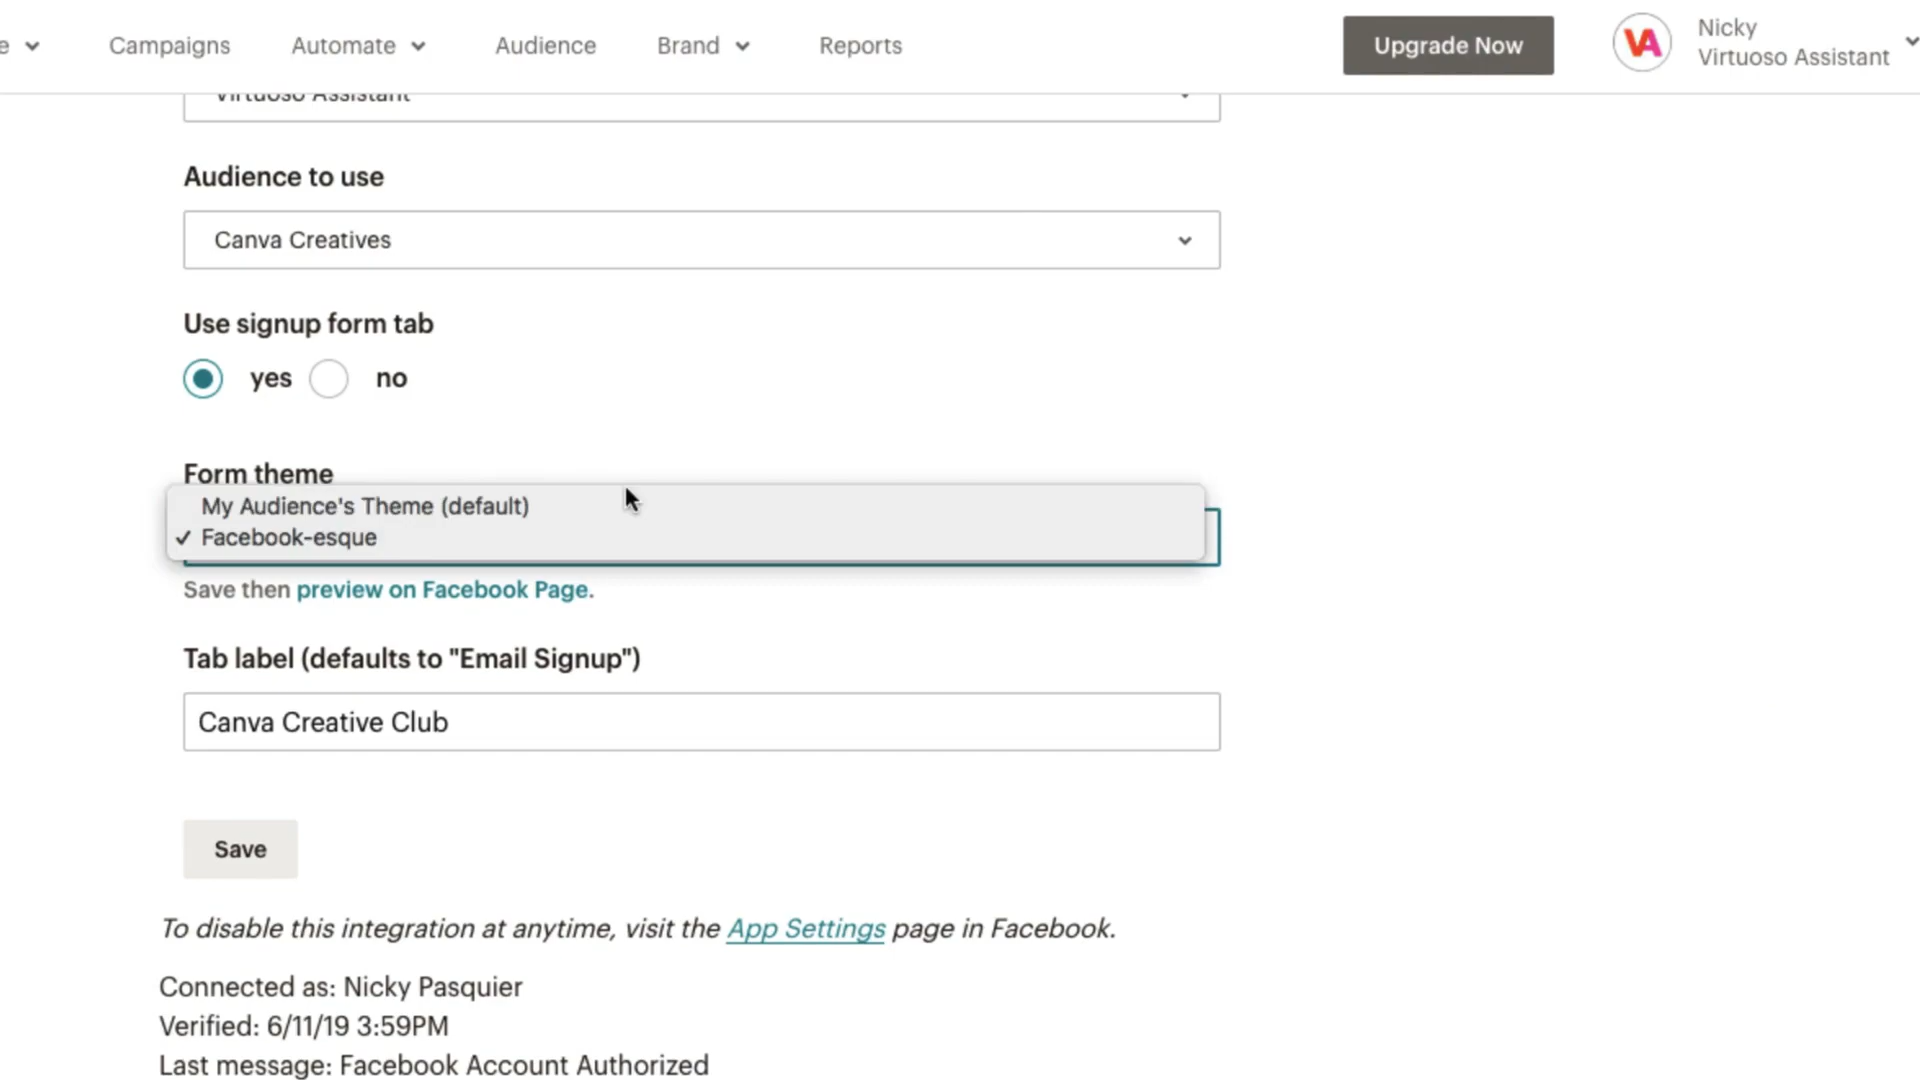 Campaigns
Automate
Audience
Brand
Reports
Upgrade Now
VA
Nicky
Virtuoso Assistant
Virtuoso Assistant
Audience to use
Canva Creatives
Use signup form tab
yes no
Form theme
My Audience's Theme (default)
✓ Facebook-esque
Save then preview on Facebook Page.
Tab label (defaults to "Email Signup")
Canva Creative Club
Save
To disable this integration at anytime, visit the App Settings page in Facebook.
Connected as: Nicky Pasquier
Verified: 6/11/19 3:59PM
Last message: Facebook Account Authorized